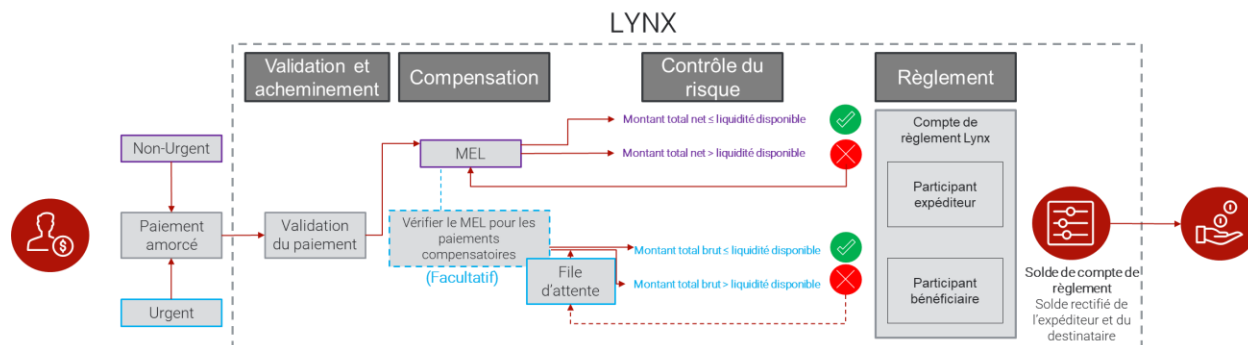 LYNX
Validation et
acheminement
Compensation
Contrôle du
risque
Règlement
Non-Urgent
Paiement
amorcé
Urgent
Validation
du paiement
MEL
Vérifier le MEL pour les
paiements
compensatoires
(Facultatif)
File
d'attente
Montant total net ≤ liquidité disponible
Montant total net > liquidité disponible
Montant total brut ≤ liquidité disponible
Montant total brut > liquidité disponible
Compte de
règlement Lynx
Participant
expéditeur
Participant
bénéficiaire
Solde de compte de
règlement
Solde rectifié de
l'expéditeur et du
destinataire